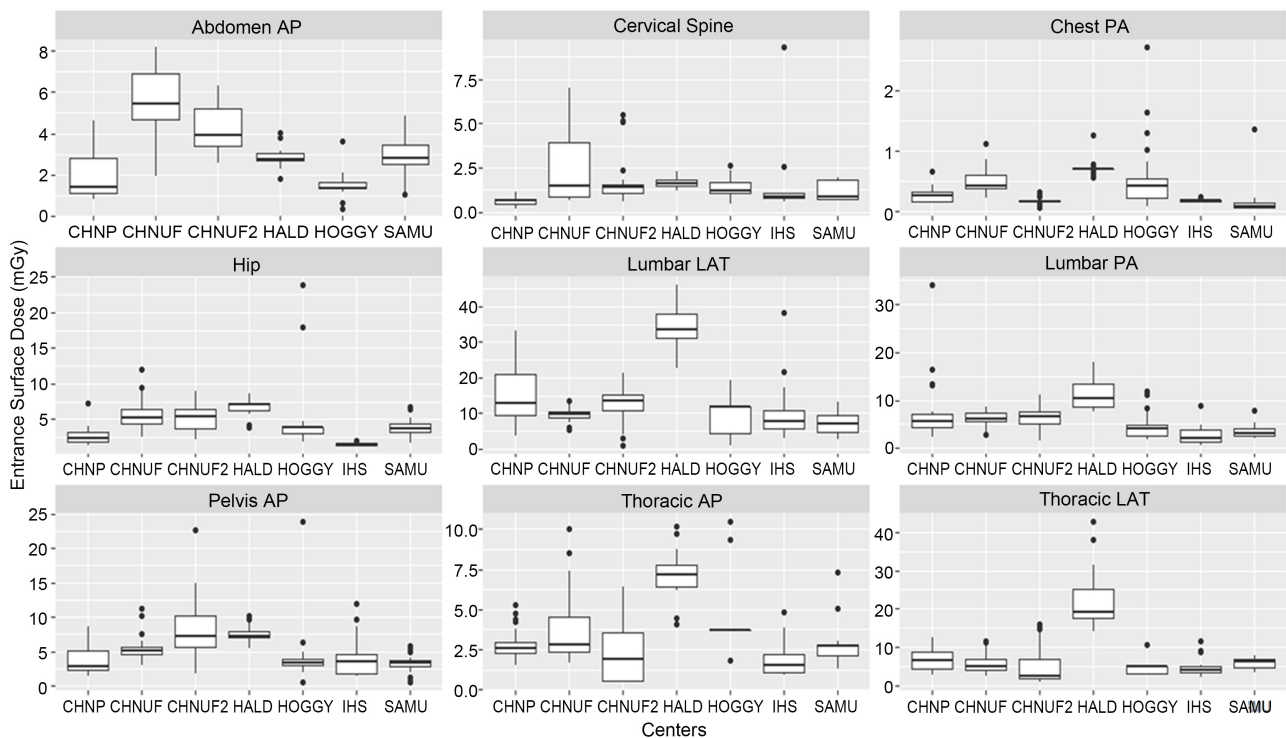 Abdomen AP
Cervical Spine
Chest PA
8
6
4
2
0
7.5
5.0
2.5
0.0
2
1
0
CHNP CHNUF CHNUF2 HALD HOGGY SAMU
CHNP CHNUF CHNUF2 HALD HOGGY IHS SAMU
CHNP CHNUF CHNUF2 HALD HOGGY IHS SAMU
Entrance Surface Dose (mGy)
Hip
Lumbar LAT
Lumbar PA
25
20
15
10
5
40
30
20
10
0
30
20
10
0
CHNP CHNUF CHNUF2 HALD HOGGY IHS SAMU
CHNP CHNUF CHNUF2 HALD HOGGY IHS SAMU
CHNP CHNUF CHNUF2 HALD HOGGY IHS SAMU
Pelvis AP
Thoracic AP
Thoracic LAT
25
20
15
10
5
0
10.0
7.5
5.0
2.5
0.0
40
30
20
10
0
CHNP CHNUF CHNUF2 HALD HOGGY IHS SAMU
CHNP CHNUF CHNUF2 HALD HOGGY IHS SAMU
CHNP CHNUF CHNUF2 HALD HOGGY IHS SAMU
Centers